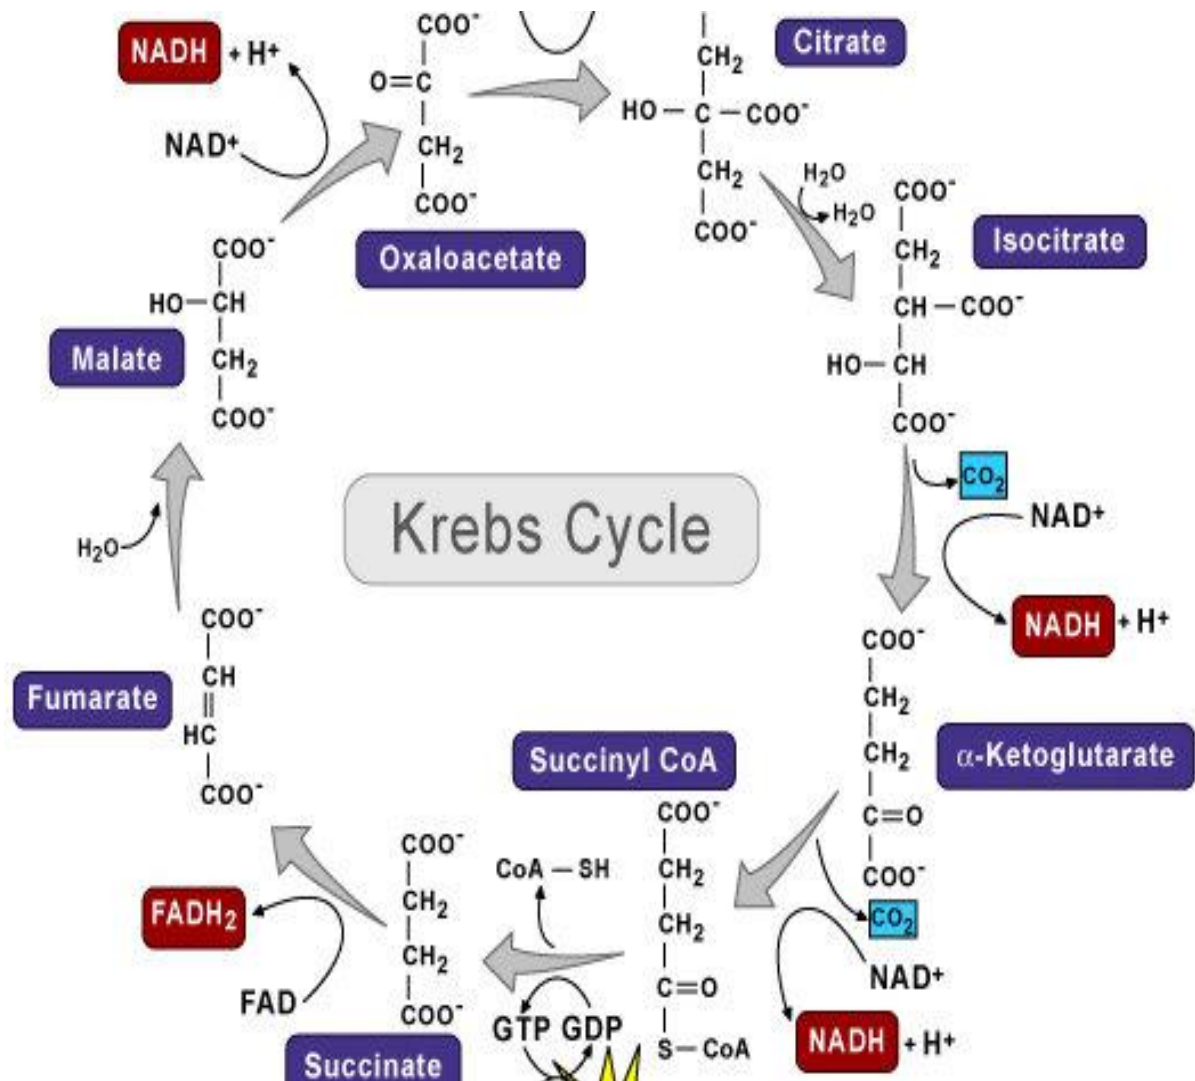 COO⁻
NADH + H⁺
O=C
NAD⁺
CH₂
COO⁻
Oxaloacetate
Citrate
CH₂
HO — C — COO⁻
CH₂
COO⁻
H₂O
H₂O
COO⁻
CH₂
CH — COO⁻
HO — CH
COO⁻
Isocitrate
CO₂
NAD⁺
NADH + H⁺
COO⁻
CH₂
CH₂
C=O
COO⁻
α-Ketoglutarate
CO₂
NAD⁺
NADH + H⁺
Succinyl CoA
COO⁻
CH₂
CH₂
C=O
S — CoA
CoA — SH
GTP GDP
COO⁻
CH₂
CH₂
COO⁻
Succinate
FADH₂
FAD
COO⁻
CH
HC
COO⁻
Fumarate
H₂O
COO⁻
HO — CH
CH₂
COO⁻
Malate
Krebs Cycle